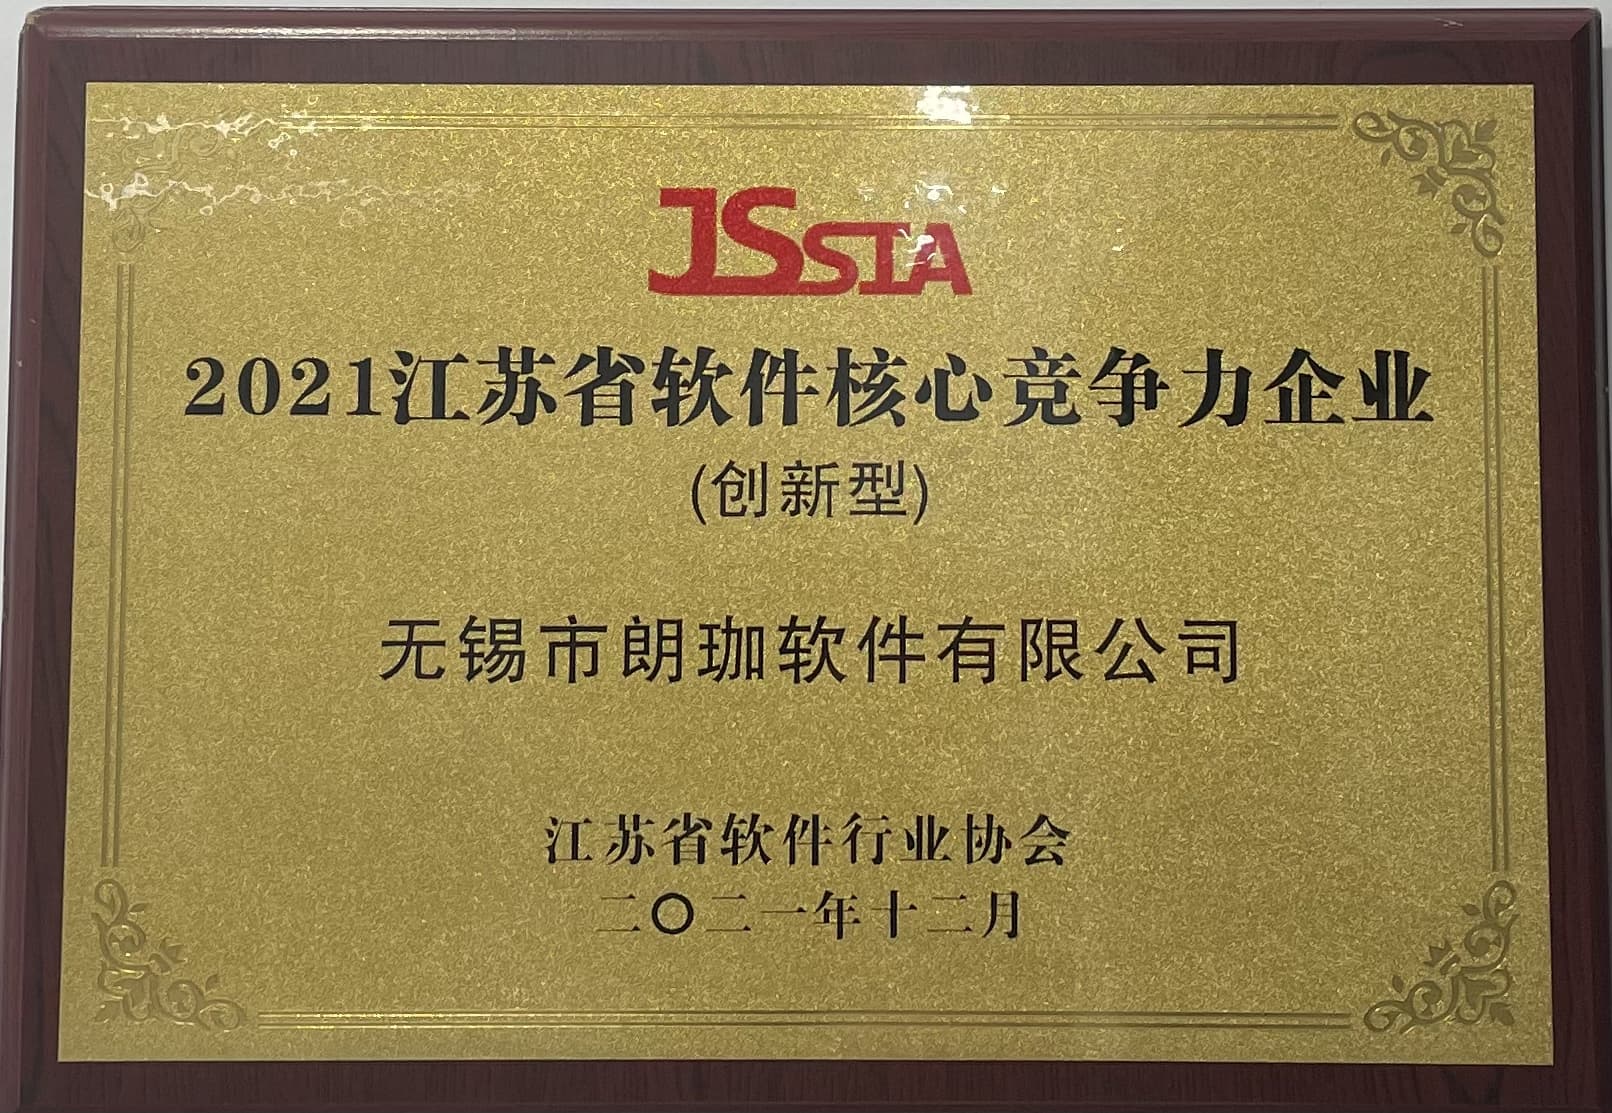 JSSIA
2021江苏省软件核心竞争力企业
(创新型)
无锡市朗珈软件有限公司
江苏省软件行业协会
二〇二一年十二月